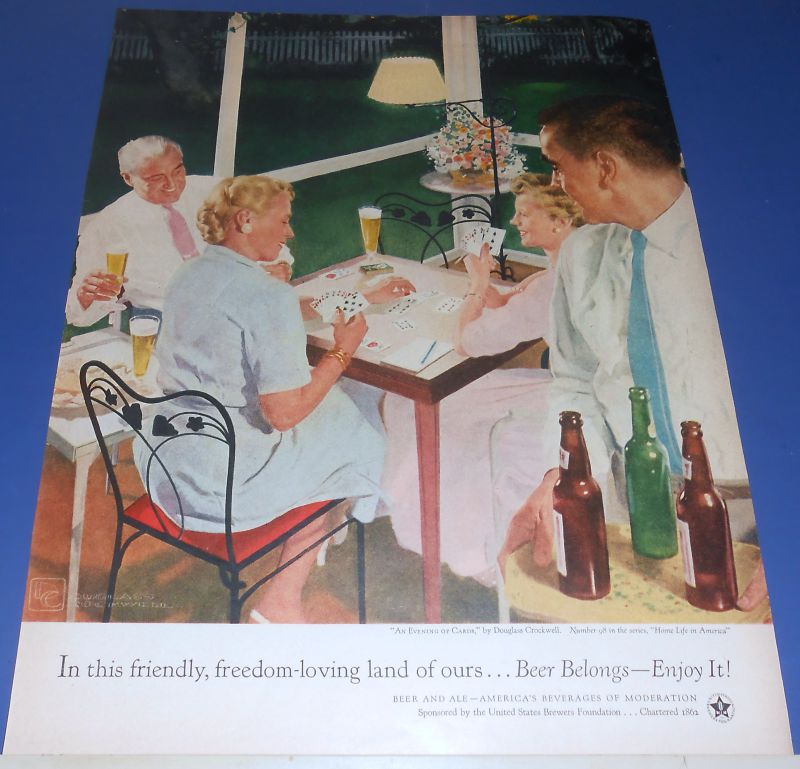 DOUGLASS
CROCKWELL
"AN EVENING OF CARDS," by Douglass Crockwell. Number 98 in the series, "Home Life in America"
In this friendly, freedom-loving land of ours . . . Beer Belongs—Enjoy It!
BEER AND ALE—AMERICA'S BEVERAGES OF MODERATION
Sponsored by the United States Brewers Foundation . . . Chartered 1862